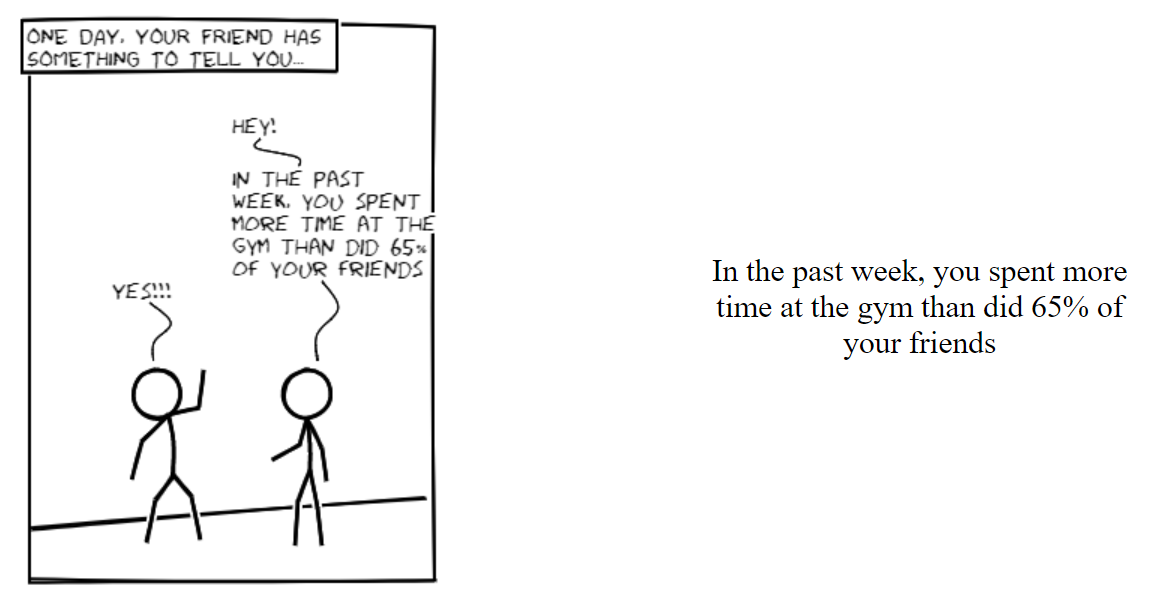 ONE DAY, YOUR FRIEND HAS
SOMETHING TO TELL YOU...
HEY!
IN THE PAST
WEEK, YOU SPENT
MORE TIME AT THE
GYM THAN DID 65%
OF YOUR FRIENDS
YES!!!
In the past week, you spent more
time at the gym than did 65% of
your friends